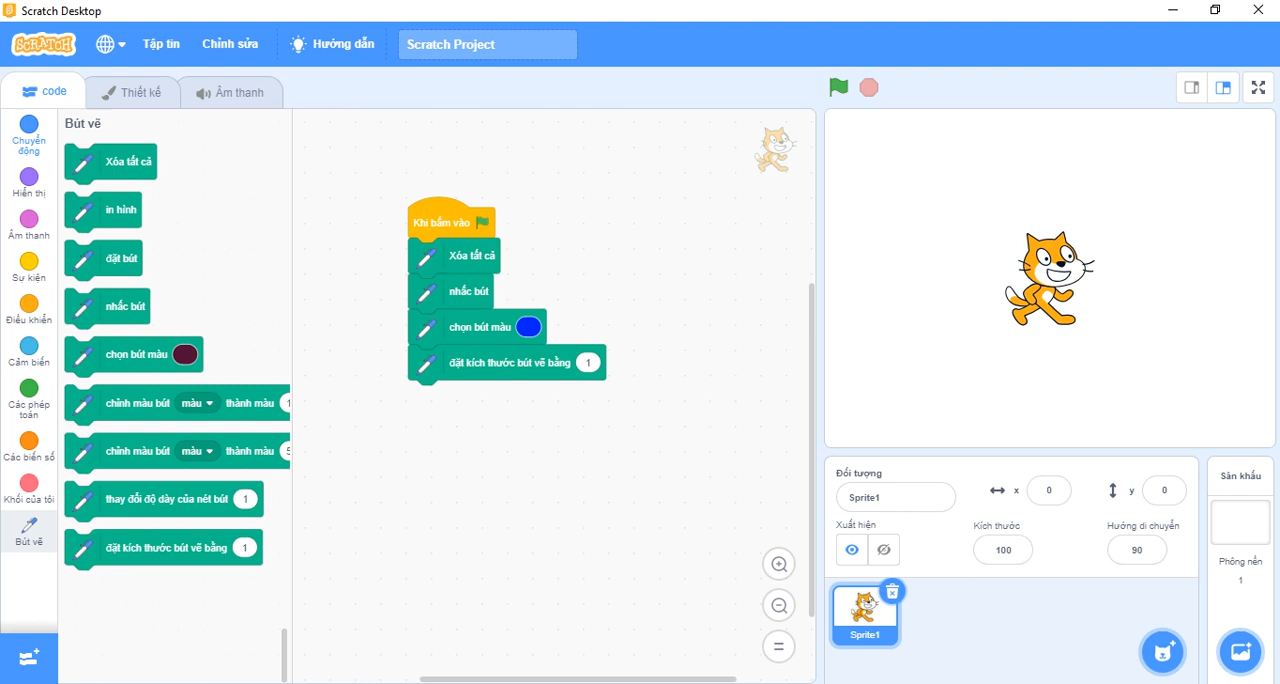 Scratch Desktop
SCRATCH
Tập tin
Chỉnh sửa
Hướng dẫn
Scratch Project
code
Thiết kế
Âm thanh
Chuyển động
Hiển thị
Âm thanh
Sự kiện
Điều khiển
Cảm biến
Các phép toán
Các biến số
Khối của tôi
Bút vẽ
Bút vẽ
Xóa tất cả
in hình
đặt bút
nhấc bút
chọn bút màu
chỉnh màu bút màu thành màu 1
chỉnh màu bút màu thành màu
thay đổi độ dày của nét bút 1
đặt kích thước bút vẽ bằng 1
Khi bấm vào
Xóa tất cả
nhấc bút
chọn bút màu
đặt kích thước bút vẽ bằng 1
Đối tượng
Sprite1
x 0
y 0
Xuất hiện
Kích thước
100
Hướng di chuyển
90
Sprite1
Sân khấu
Phông nền
1